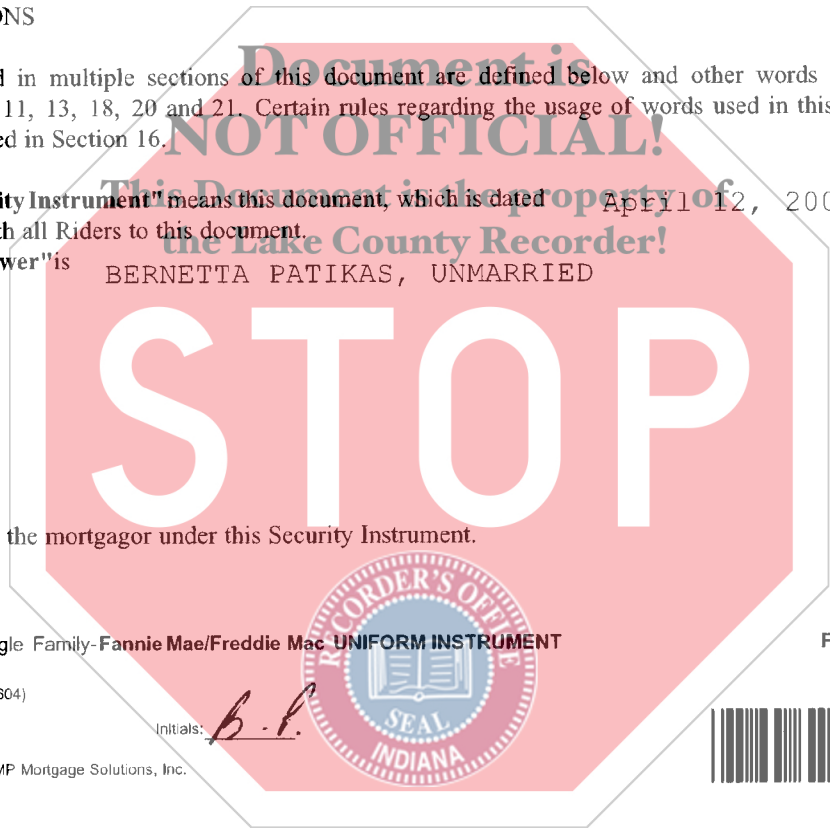 ONS
Document is
d in multiple sections of this document are defined below and other words
11, 13, 18, 20 and 21. Certain rules regarding the usage of words used in this
ed in Section 16.
NOT OFFICIAL!
This Document is the property of
ity Instrument" means this document, which is dated April 12, 200
th all Riders to this document.
the Lake County Recorder!
wer" is
BERNETTA PATIKAS, UNMARRIED
STOP
the mortgagor under this Security Instrument.
RECORDER'S OFFICE
SEAL
INDIANA
gle Family-Fannie Mae/Freddie Mac UNIFORM INSTRUMENT
F
604)
Initials: B. P.
MP Mortgage Solutions, Inc.